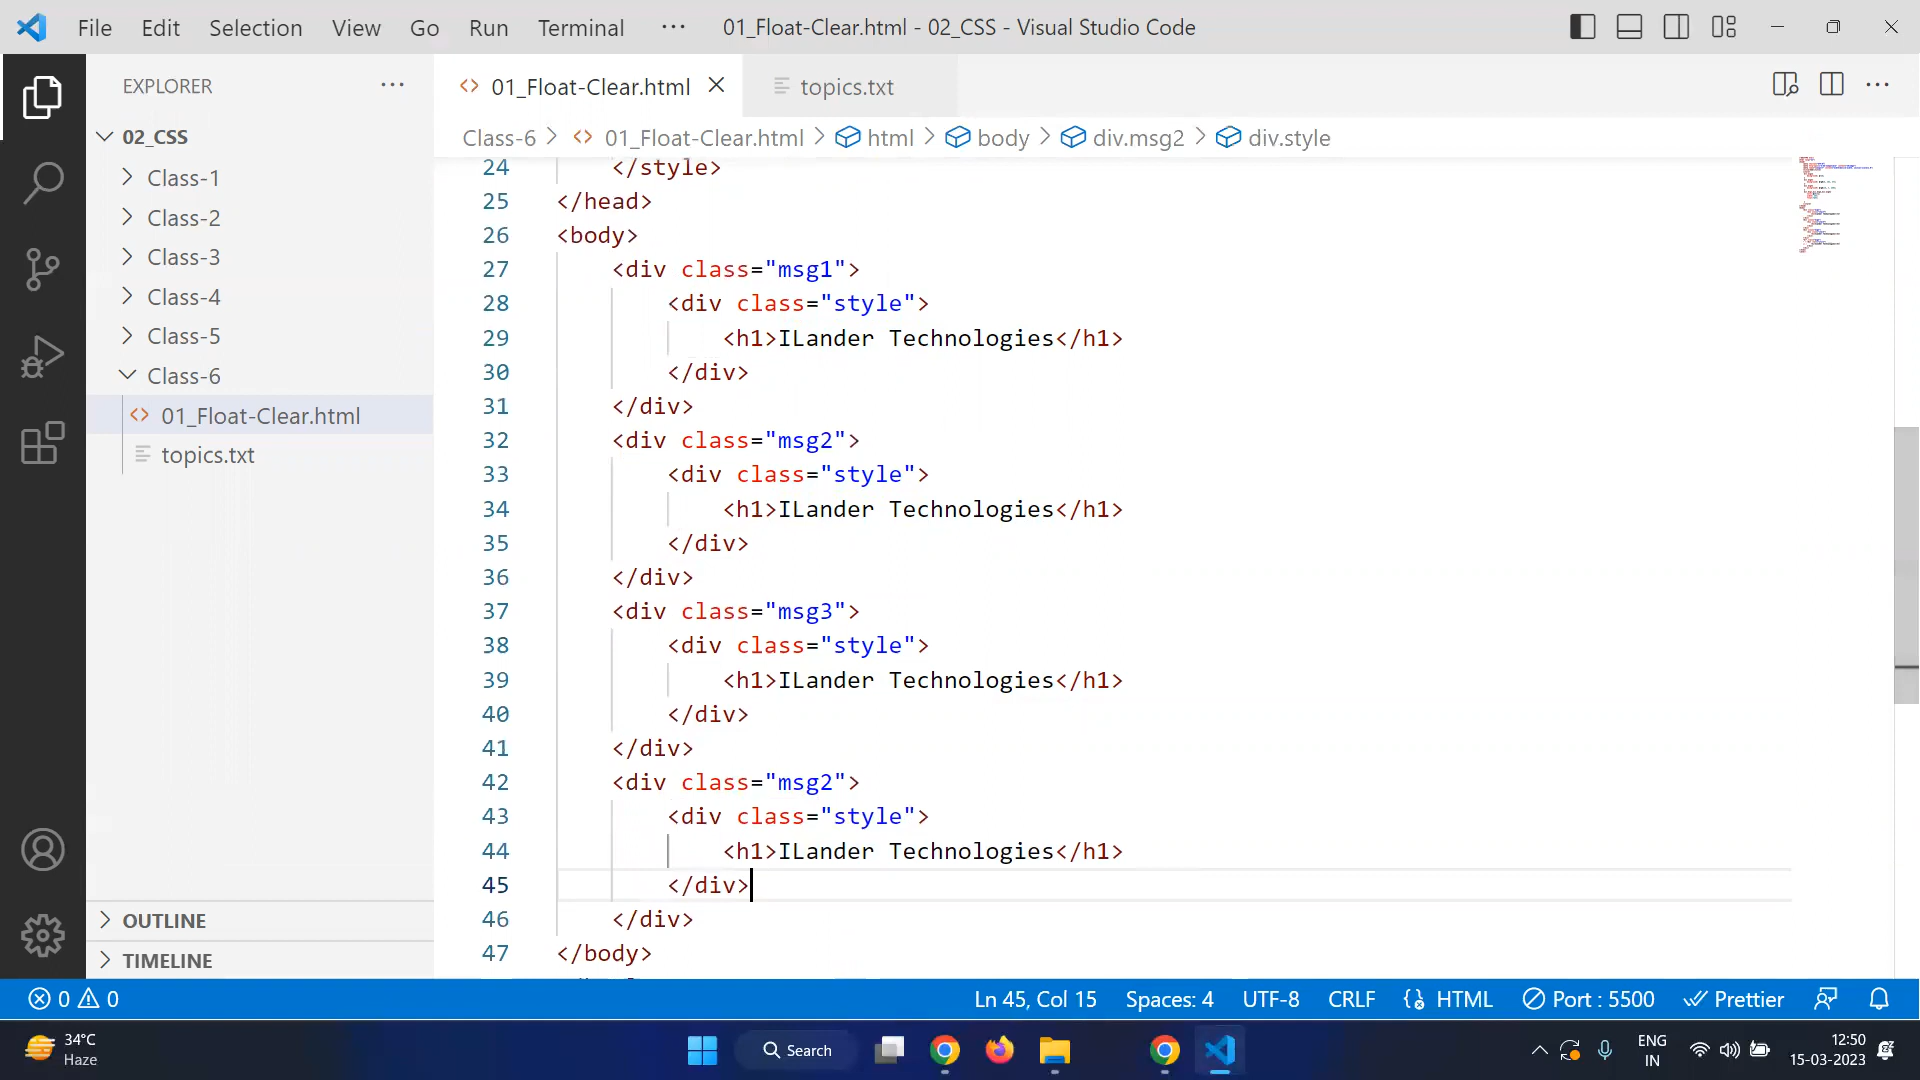 File Edit Selection View Go Run Terminal ··· 01_Float-Clear.html - 02_CSS - Visual Studio Code
EXPLORER ···
02_CSS
Class-1
Class-2
Class-3
Class-4
Class-5
Class-6
01_Float-Clear.html
topics.txt
OUTLINE
TIMELINE
01_Float-Clear.html topics.txt
Class-6 > 01_Float-Clear.html > html > body > div.msg2 > div.style
24 </style>
25 </head>
26 <body>
27 <div class="msg1">
28 <div class="style">
29 <h1>ILander Technologies</h1>
30 </div>
31 </div>
32 <div class="msg2">
33 <div class="style">
34 <h1>ILander Technologies</h1>
35 </div>
36 </div>
37 <div class="msg3">
38 <div class="style">
39 <h1>ILander Technologies</h1>
40 </div>
41 </div>
42 <div class="msg2">
43 <div class="style">
44 <h1>ILander Technologies</h1>
45 </div>
46 </div>
47 </body>
0 0 Ln 45, Col 15 Spaces: 4 UTF-8 CRLF HTML Port : 5500 Prettier
34°C
Haze
Search
ENG
IN
12:50
15-03-2023